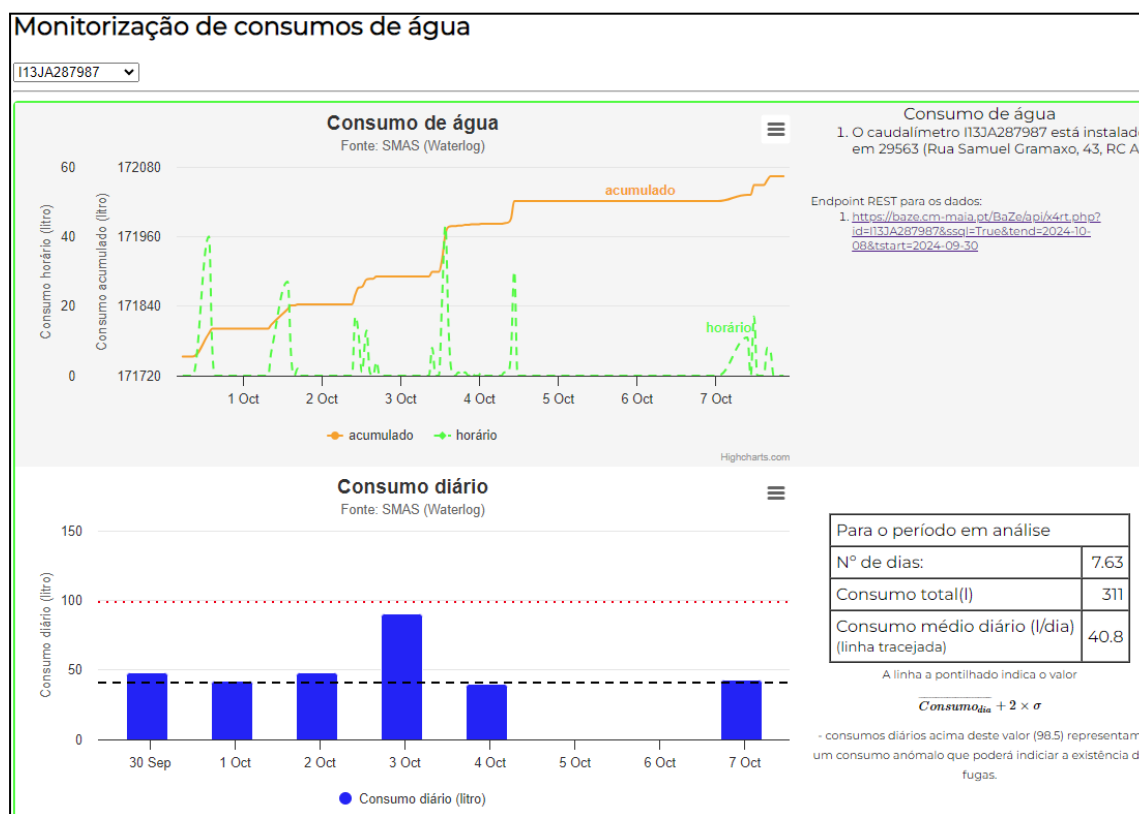 Monitorização de consumos de água
I13JA287987
Consumo de água
Fonte: SMAS (Waterlog)
Consumo horário (litro)
60
40
20
0
Consumo acumulado (litro)
172080
171960
171840
171720
acumulado
horário
1 Oct
2 Oct
3 Oct
4 Oct
5 Oct
6 Oct
7 Oct
acumulado
horário
Highcharts.com
Consumo de água
1. O caudalímetro I13JA287987 está instalado
em 29563 (Rua Samuel Gramaxo, 43, RC A
Endpoint REST para os dados:
1. https://baze.cm-maia.pt/BaZe/api/x4rt.php?
id=I13JA287987&ssql=True&tend=2024-10-
08&tstart=2024-09-30
Consumo diário
Fonte: SMAS (Waterlog)
Consumo diário (litro)
150
100
50
0
30 Sep
1 Oct
2 Oct
3 Oct
4 Oct
5 Oct
6 Oct
7 Oct
Consumo diário (litro)
Para o período em análise
Nº de dias: 7.63
Consumo total(l) 311
Consumo médio diário (l/dia) 40.8
(linha tracejada)
A linha a pontilhado indica o valor
Consumo_dia + 2 × σ
- consumos diários acima deste valor (98.5) representam
um consumo anómalo que poderá indiciar a existência d
fugas.